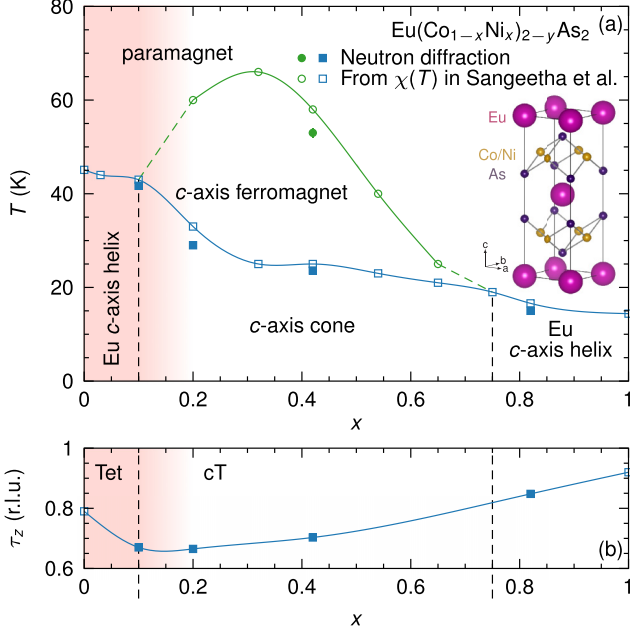 Eu(Co₁₋ₓNiₓ)₂₋ᵧAs₂ (a)
paramagnet
Neutron diffraction
From χ(T) in Sangeetha et al.
Eu
Co/Ni
As
c
b
a
c-axis ferromagnet
Eu c-axis helix
c-axis cone
Eu
c-axis helix
T (K)
80
60
40
20
0
0 0.2 0.4 0.6 0.8 1
x
Tet cT
(b)
τz (r.l.u.)
1
0.8
0.6
0 0.2 0.4 0.6 0.8 1
x